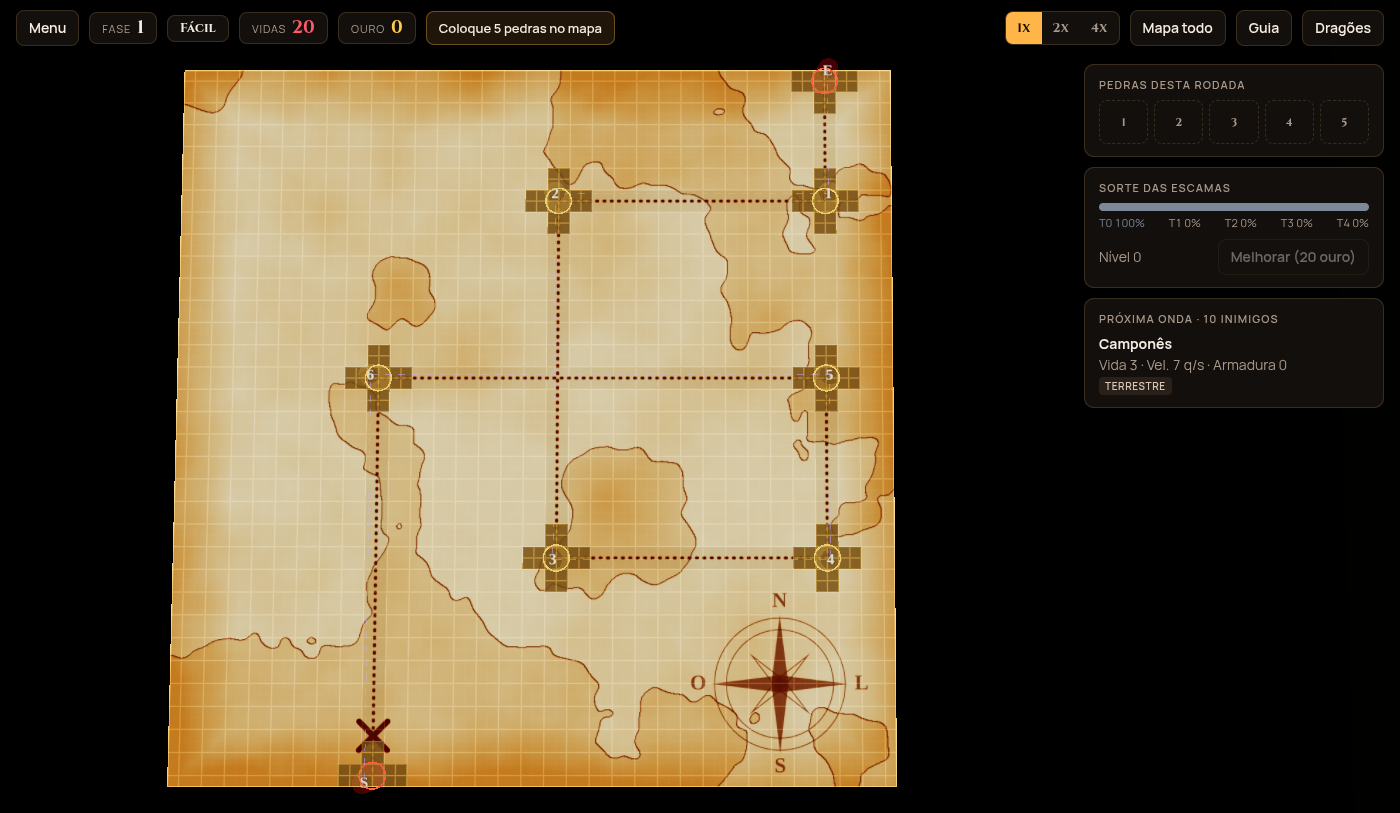 Menu
FASE 1
FÁCIL
VIDAS 20
OURO 0
Coloque 5 pedras no mapa
1X 2X 4X
Mapa todo
Guia
Dragões
E
2
1
6
5
3
4
N
O
L
S
S
PEDRAS DESTA RODADA
1 2 3 4 5
SORTE DAS ESCAMAS
T0 100% T1 0% T2 0% T3 0% T4 0%
Nível 0
Melhorar (20 ouro)
PRÓXIMA ONDA · 10 INIMIGOS
Camponês
Vida 3 · Vel. 7 q/s · Armadura 0
TERRESTRE